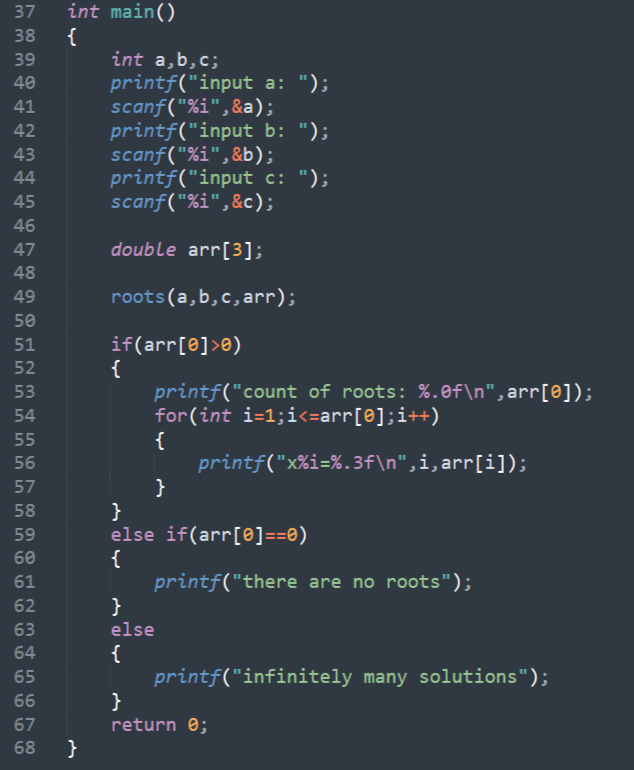 37 int main()
38 {
39     int a,b,c;
40     printf("input a: ");
41     scanf("%i",&a);
42     printf("input b: ");
43     scanf("%i",&b);
44     printf("input c: ");
45     scanf("%i",&c);
46
47     double arr[3];
48
49     roots(a,b,c,arr);
50
51     if(arr[0]>0)
52     {
53         printf("count of roots: %.0f\n",arr[0]);
54         for(int i=1;i<=arr[0];i++)
55         {
56             printf("x%i=%.3f\n",i,arr[i]);
57         }
58     }
59     else if(arr[0]==0)
60     {
61         printf("there are no roots");
62     }
63     else
64     {
65         printf("infinitely many solutions");
66     }
67     return 0;
68 }